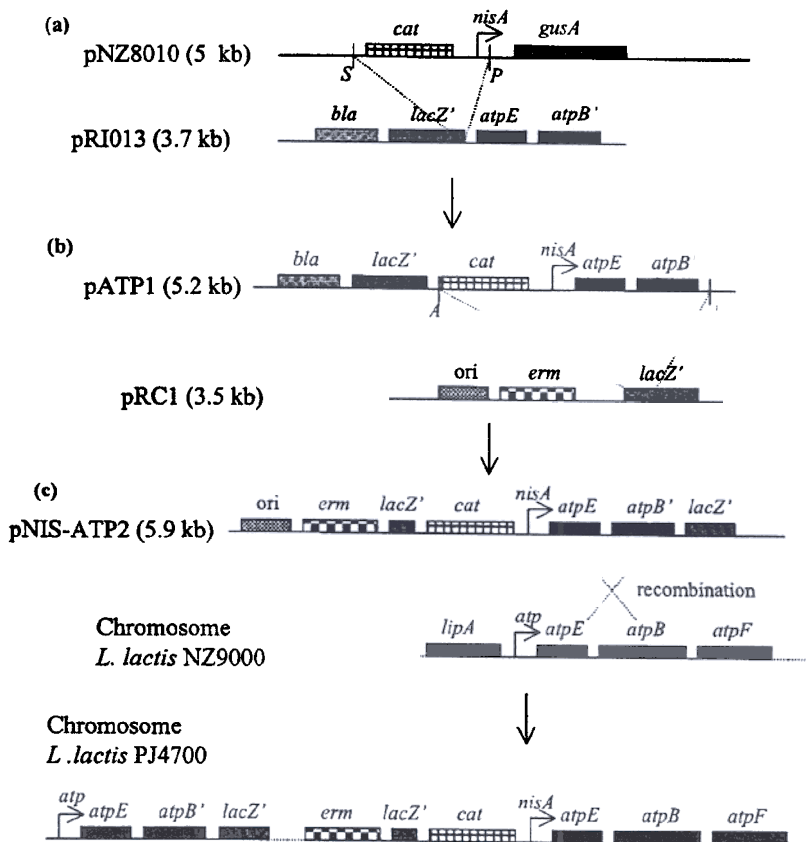 (a)
cat nisA gusA
pNZ8010 (5 kb)
S P
bla lacZ' atpE atpB'
pRI013 (3.7 kb)
(b)
bla lacZ' cat nisA atpE atpB
pATP1 (5.2 kb)
A
ori erm lacZ'
pRC1 (3.5 kb)
(c)
ori erm lacZ' cat nisA atpE atpB' lacZ'
pNIS-ATP2 (5.9 kb)
recombination
lipA atp atpE atpB atpF
Chromosome
L. lactis NZ9000
Chromosome
L .lactis PJ4700
atp atpE atpB' lacZ' erm lacZ' cat nisA atpE atpB atpF